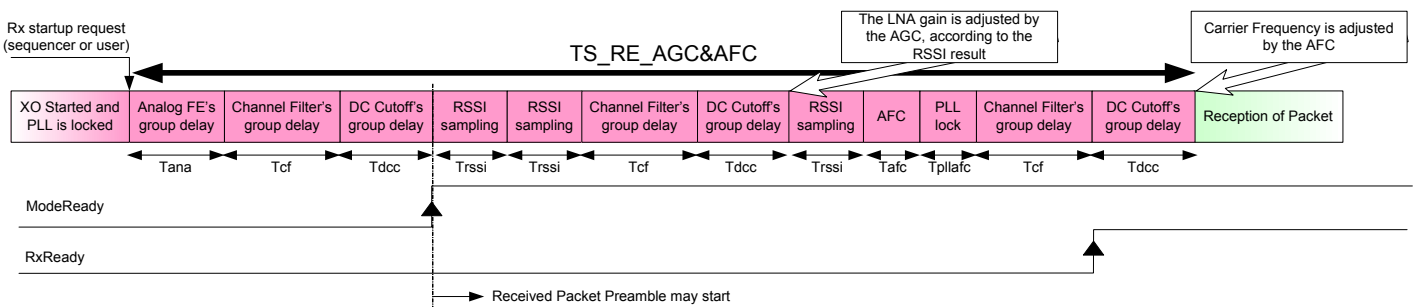 Rx startup request
(sequencer or user)
TS_RE_AGC&AFC
The LNA gain is adjusted by
the AGC, according to the
RSSI result
Carrier Frequency is adjusted
by the AFC
XO Started and
PLL is locked
Analog FE's
group delay
Channel Filter's
group delay
DC Cutoff's
group delay
RSSI
sampling
RSSI
sampling
Channel Filter's
group delay
DC Cutoff's
group delay
RSSI
sampling
AFC
PLL
lock
Channel Filter's
group delay
DC Cutoff's
group delay
Reception of Packet
Tana
Tcf
Tdcc
Trssi
Trssi
Tcf
Tdcc
Trssi
Tafc
Tpllafc
Tcf
Tdcc
ModeReady
RxReady
Received Packet Preamble may start